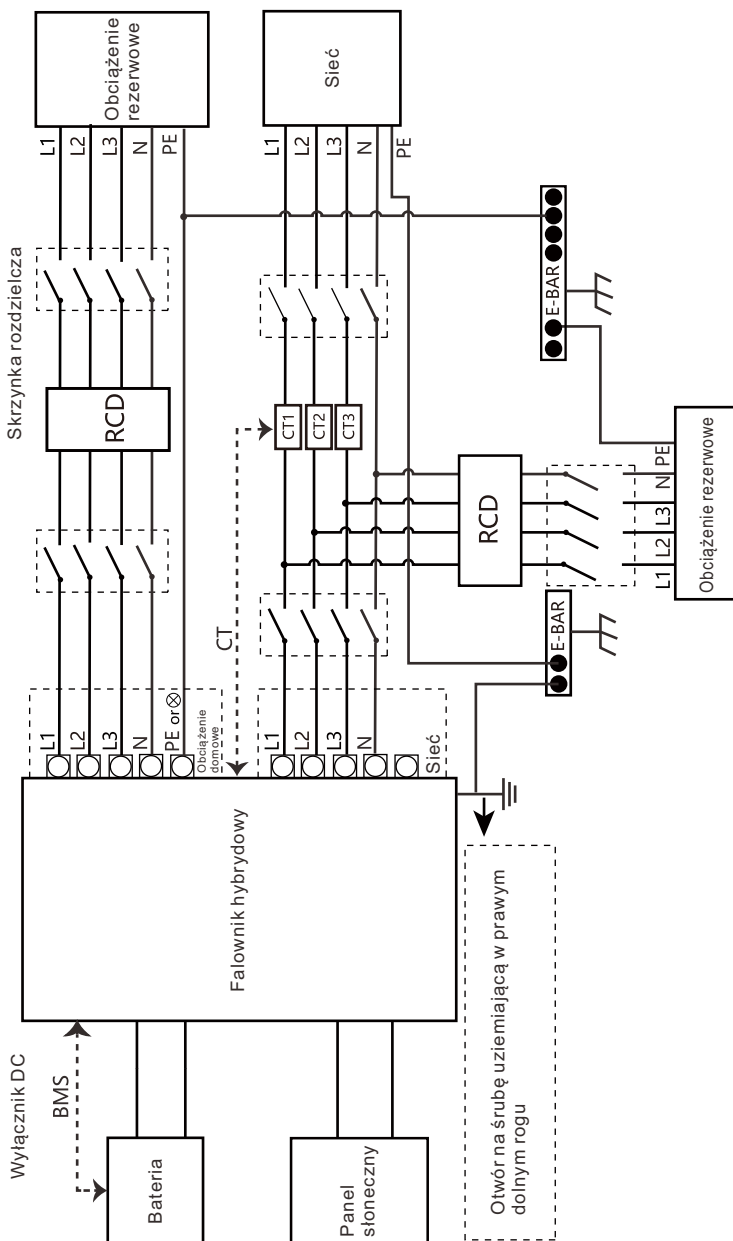 Skrzynka rozdzielcza
Obciążenie
rezerwowe
L1
L2
L3
N
PE
RCD
L1
L2
L3
N
PE or
Obciążenie
domowe
Sieć
L1
L2
L3
N
PE
CT1
CT2
CT3
CT
L1
L2
L3
N
Sieć
E-BAR
RCD
Obciążenie rezerwowe
L1
L2
L3
N
PE
E-BAR
Falownik hybrydowy
Wyłącznik DC
BMS
Bateria
Panel
słoneczny
Otwór na śrubę uziemiającą w prawym
dolnym rogu